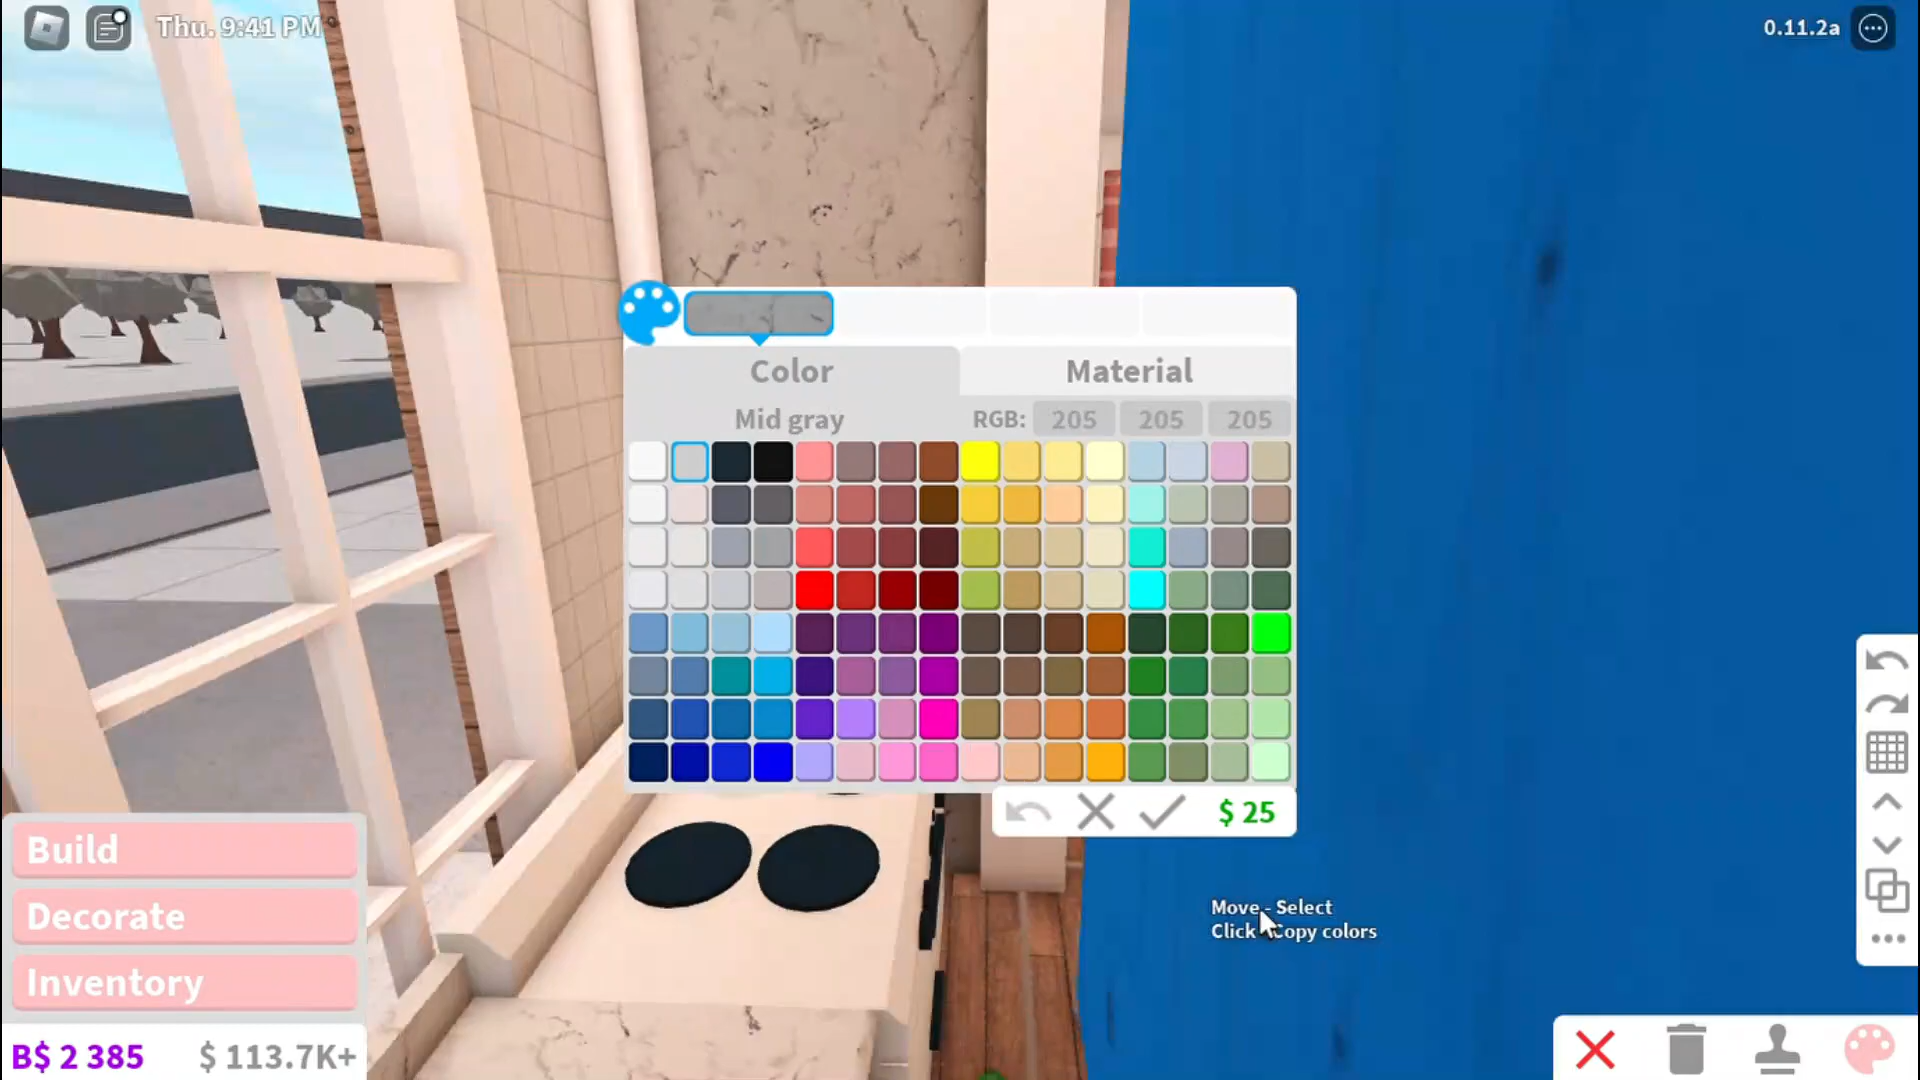 Thu. 9:41 PM
0.11.2a
Color
Material
Mid gray
RGB: 205 205 205
$ 25
Build
Decorate
Inventory
B$ 2 385
$ 113.7K+
Move - Select
Click - Copy colors